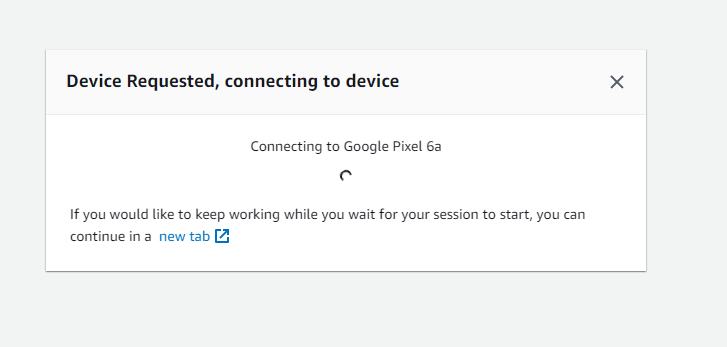 Device Requested, connecting to device
Connecting to Google Pixel 6a
If you would like to keep working while you wait for your session to start, you can
continue in a new tab